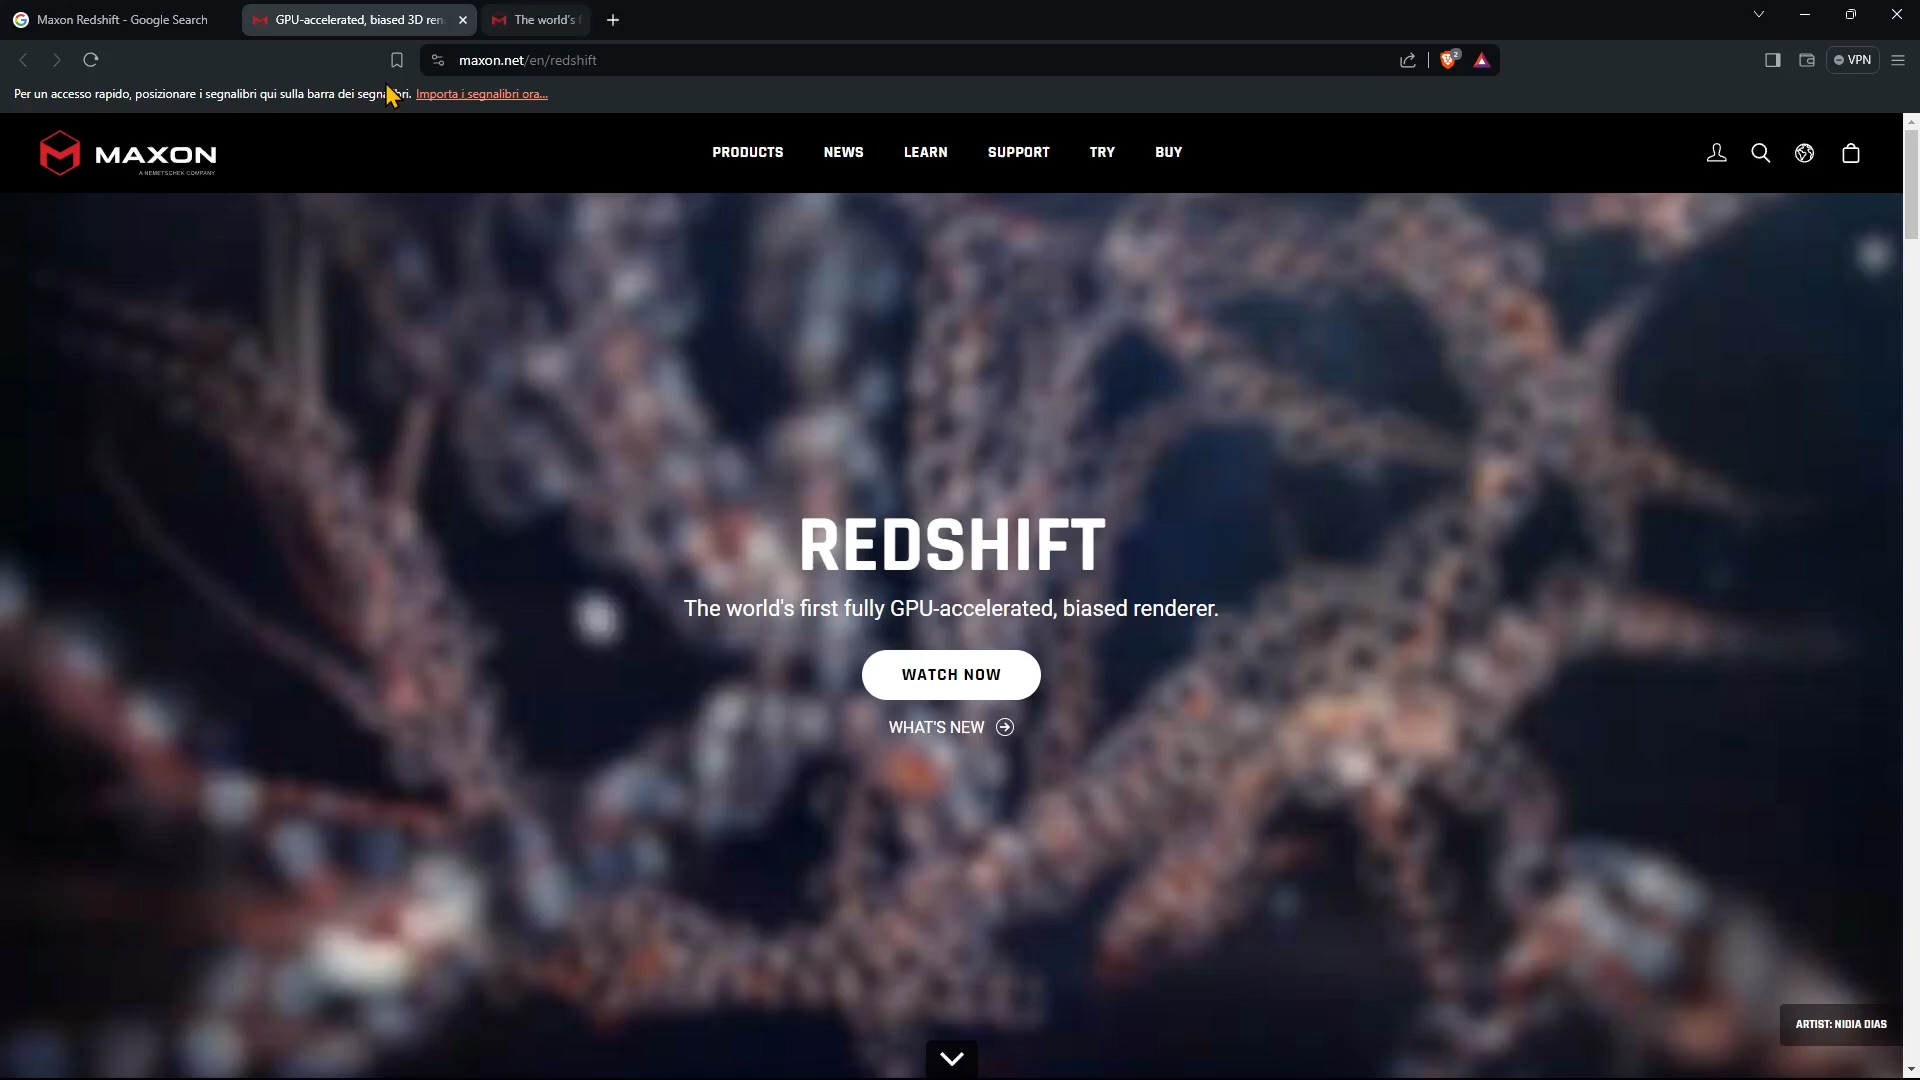 Maxon Redshift - Google Search
GPU-accelerated, biased 3D ren
The world's f
maxon.net/en/redshift
2
VPN
Per un accesso rapido, posizionare i segnalibri qui sulla barra dei segnalibri. Importa i segnalibri ora...
MAXON
A NEMETSCHEK COMPANY
PRODUCTS
NEWS
LEARN
SUPPORT
TRY
BUY
REDSHIFT
The world's first fully GPU-accelerated, biased renderer.
WATCH NOW
WHAT'S NEW
ARTIST: NIDIA DIAS